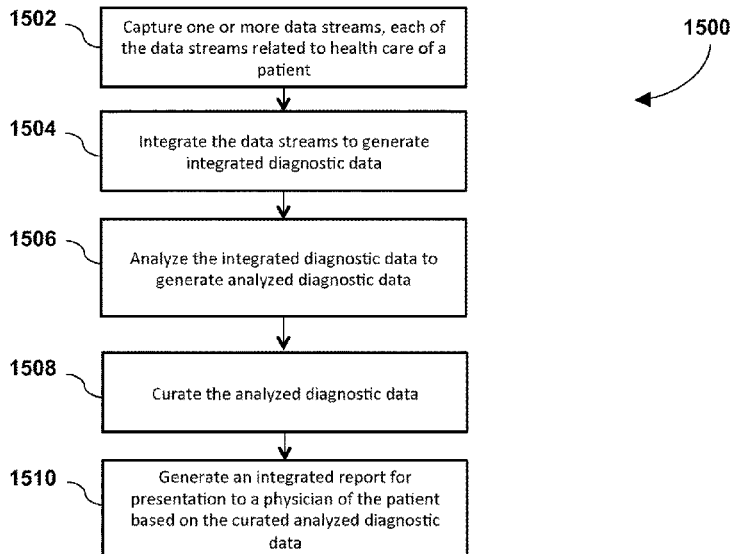 1502
Capture one or more data streams, each of
the data streams related to health care of a
patient
1500
1504
Integrate the data streams to generate
integrated diagnostic data
1506
Analyze the integrated diagnostic data to
generate analyzed diagnostic data
1508
Curate the analyzed diagnostic data
1510
Generate an integrated report for
presentation to a physician of the patient
based on the curated analyzed diagnostic
data